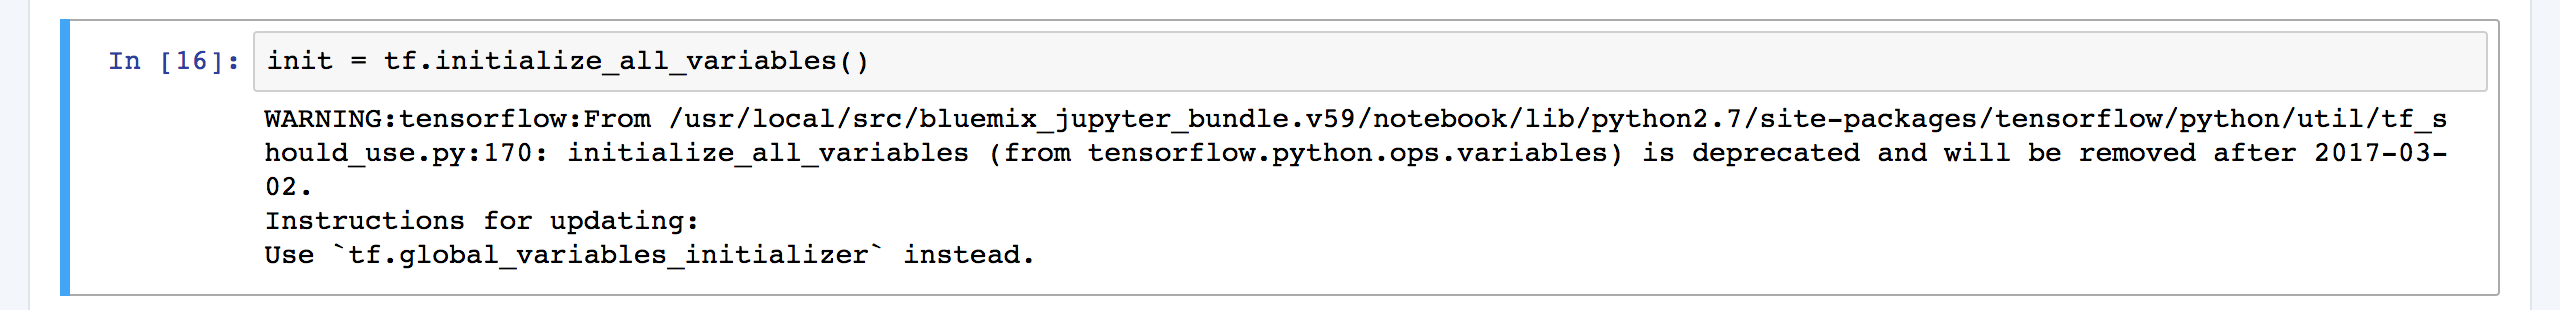 In [16]: init = tf.initialize_all_variables()
WARNING:tensorflow:From /usr/local/src/bluemix_jupyter_bundle.v59/notebook/lib/python2.7/site-packages/tensorflow/python/util/tf_s
hould_use.py:170: initialize_all_variables (from tensorflow.python.ops.variables) is deprecated and will be removed after 2017-03-
02.
Instructions for updating:
Use `tf.global_variables_initializer` instead.